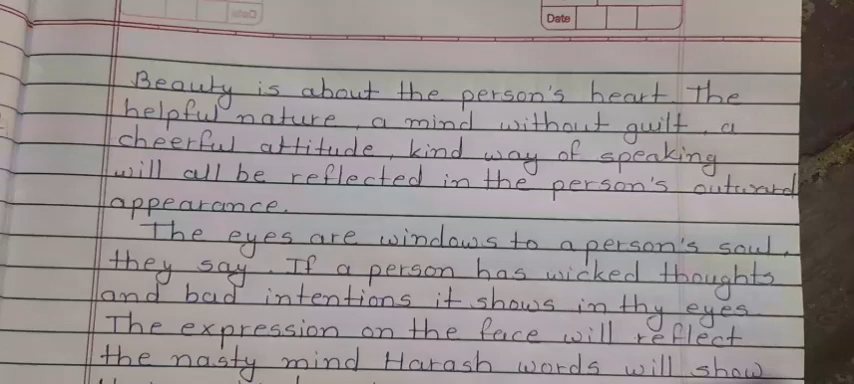 Date
Beauty is about the person's heart. The
helpful nature, a mind without guilt, a
cheerful attitude, kind way of speaking
will all be reflected in the person's outward
appearance.
The eyes are windows to a person's soul,
they say. If a person has wicked thoughts
and bad intentions it shows in thy eyes.
The expression on the face will reflect
the nasty mind Harash words will show